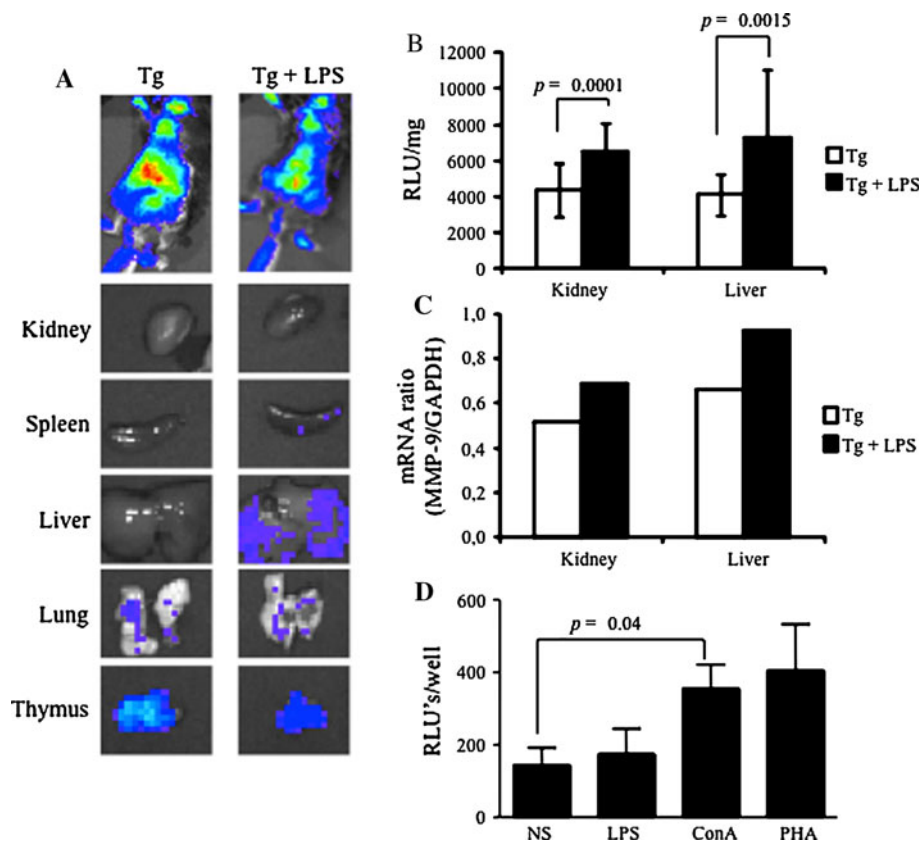 A
Tg
Tg + LPS
Kidney
Spleen
Liver
Lung
Thymus
B
p = 0.0001
p = 0.0015
RLU/mg
12000
10000
8000
6000
4000
2000
0
Kidney
Liver
Tg
Tg + LPS
C
mRNA ratio
(MMP-9/GAPDH)
1,0
0,8
0,6
0,4
0,2
0,0
Kidney
Liver
Tg
Tg + LPS
D
p = 0.04
RLU's/well
600
400
200
0
NS
LPS
ConA
PHA